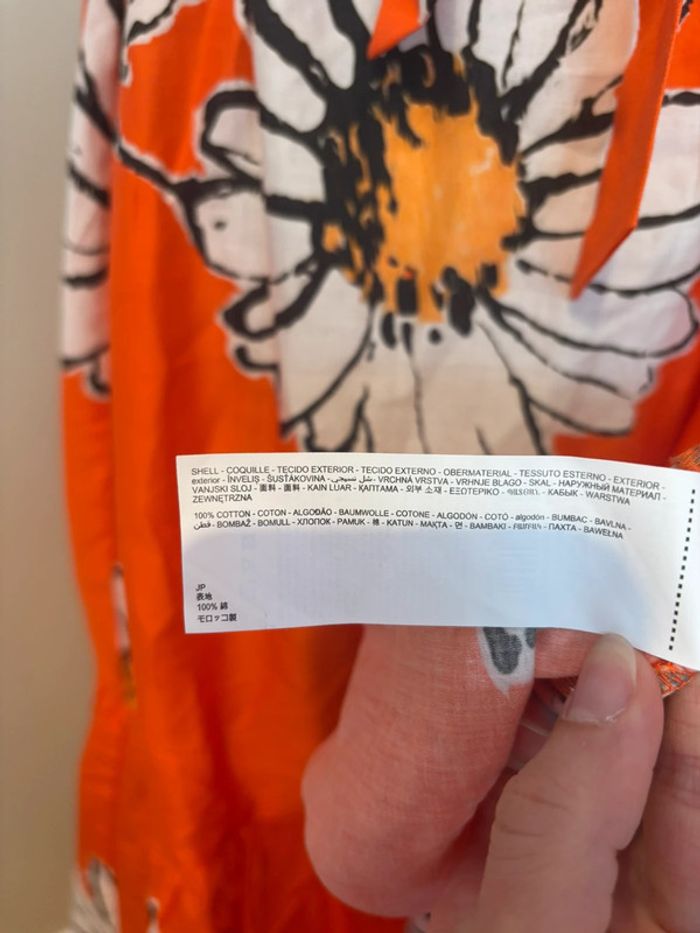 SHELL - COQUILLE - TECIDO EXTERIOR - TECIDO EXTERNO - OBERMATERIAL - TESSUTO ESTERNO - EXTERIOR -
exterior - ÎNVELIȘ - ŠUSŤÁKOVINA - شل نسيجي - VRCHNÁ VRSTVA - VRHNJE BLAGO - SKAL - НАРУЖНЫЙ МАТЕРИАЛ -
VANJSKI SLOJ - 面料 - 面料 - KAIN LUAR - ҚАПТАМА - 외부 소재 - ΕΞΩΤΕΡΙΚΟ - КАБЫК - WARSTWA
ZEWNĘTRZNA
100% COTTON - COTON - ALGODÃO - BAUMWOLLE - COTONE - ALGODÓN - COTÓ - algodón - BUMBAC - BAVLNA -
قطن - BOMBAŽ - BOMULL - ХЛОПОК - PAMUK - 棉 - KATUN - МАҚТА - 면 - ΒΑΜΒΑΚΙ - ПАХТА - BAWEŁNA
JP
表地
100% 綿
モロッコ製